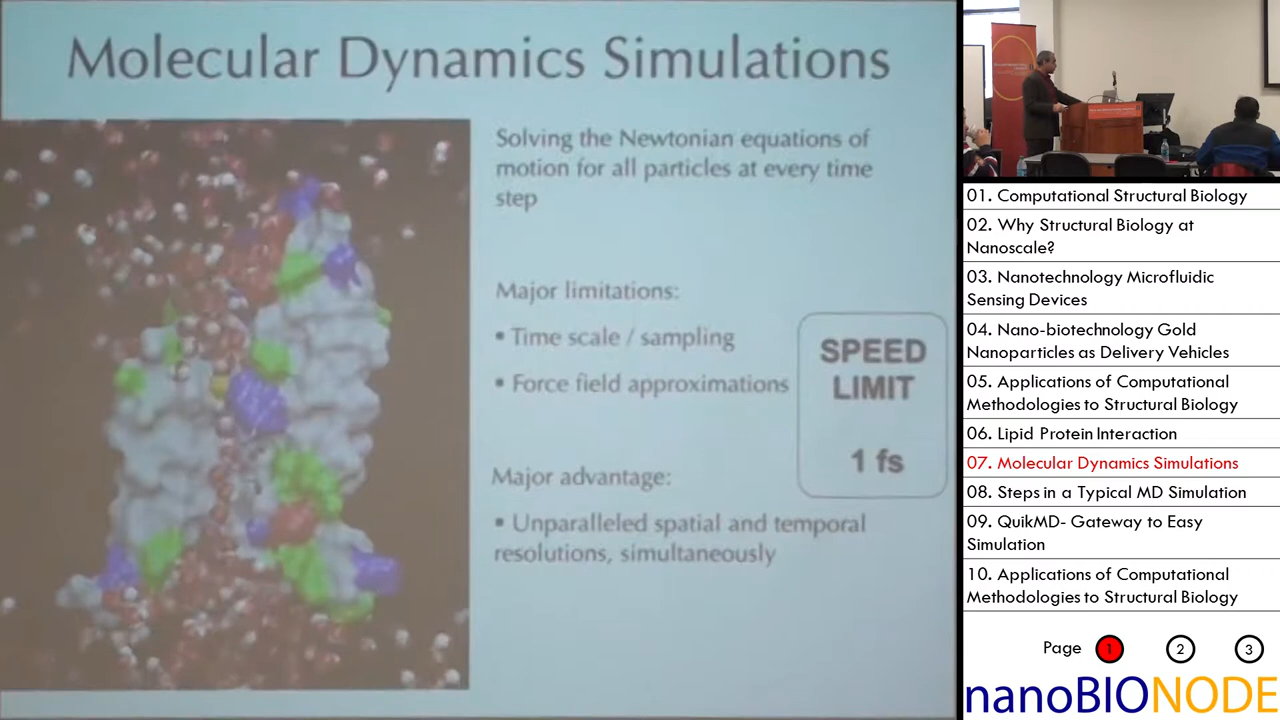 Molecular Dynamics Simulations
Solving the Newtonian equations of
motion for all particles at every time
step
Major limitations:
• Time scale / sampling
• Force field approximations
SPEED
LIMIT
1 fs
Major advantage:
• Unparalleled spatial and temporal
resolutions, simultaneously
01. Computational Structural Biology
02. Why Structural Biology at
Nanoscale?
03. Nanotechnology Microfluidic
Sensing Devices
04. Nano-biotechnology Gold
Nanoparticles as Delivery Vehicles
05. Applications of Computational
Methodologies to Structural Biology
06. Lipid Protein Interaction
07. Molecular Dynamics Simulations
08. Steps in a Typical MD Simulation
09. QuikMD- Gateway to Easy
Simulation
10. Applications of Computational
Methodologies to Structural Biology
Page 1 2 3
nanoBIONODE